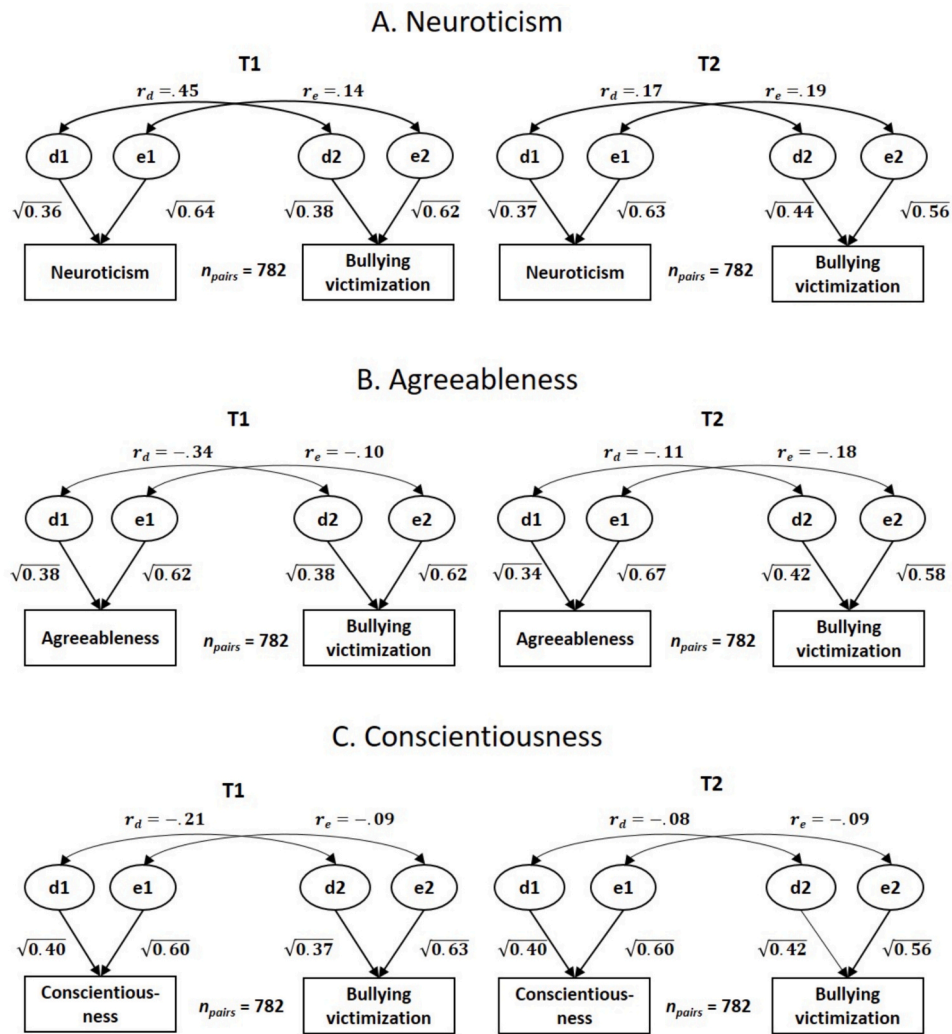 A. Neuroticism
T1 T2
r_d =. 45 r_e =. 14 r_d =. 17 r_e =. 19
d1 e1 d2 e2 d1 e1 d2 e2
√0.36 √0.64 √0.38 √0.62 √0.37 √0.63 √0.44 √0.56
Neuroticism n_pairs = 782 Bullying victimization Neuroticism n_pairs = 782 Bullying victimization
B. Agreeableness
T1 T2
r_d = −. 34 r_e = −. 10 r_d = −. 11 r_e = −. 18
d1 e1 d2 e2 d1 e1 d2 e2
√0.38 √0.62 √0.38 √0.62 √0.34 √0.67 √0.42 √0.58
Agreeableness n_pairs = 782 Bullying victimization Agreeableness n_pairs = 782 Bullying victimization
C. Conscientiousness
T1 T2
r_d = −. 21 r_e = −. 09 r_d = −. 08 r_e = −. 09
d1 e1 d2 e2 d1 e1 d2 e2
√0.40 √0.60 √0.37 √0.63 √0.40 √0.60 √0.42 √0.56
Conscientious-ness n_pairs = 782 Bullying victimization Conscientious-ness n_pairs = 782 Bullying victimization